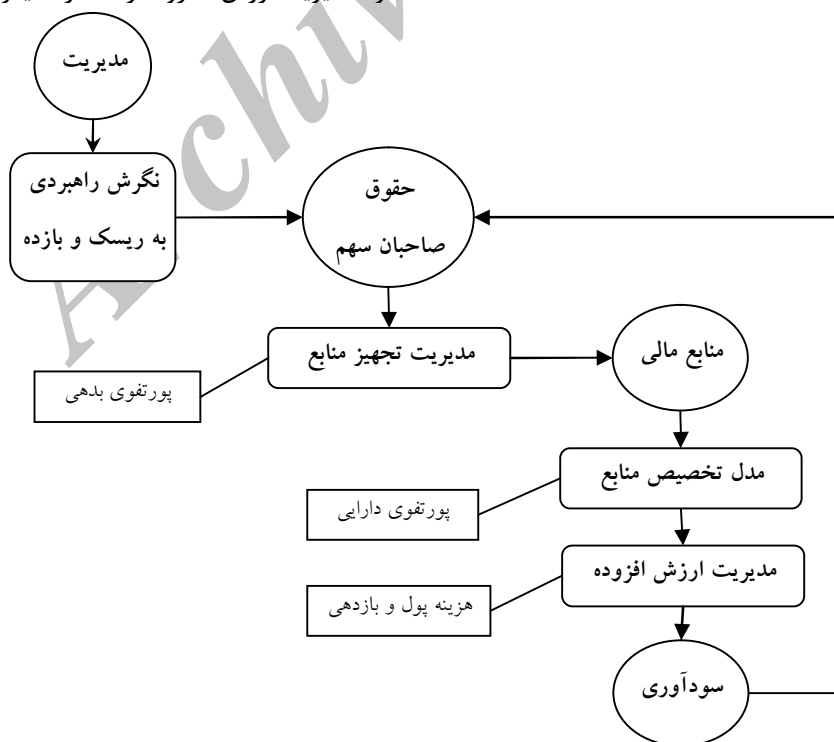 مدیریت
نگرش راهبردی
به ریسک و بازده
حقوق
صاحبان سهم
مدیریت تجهیز منابع
منابع مالی
پورتفوی بدهی
مدل تخصیص منابع
پورتفوی دارایی
مدیریت ارزش افزوده
هزینه پول و بازدهی
سودآوری